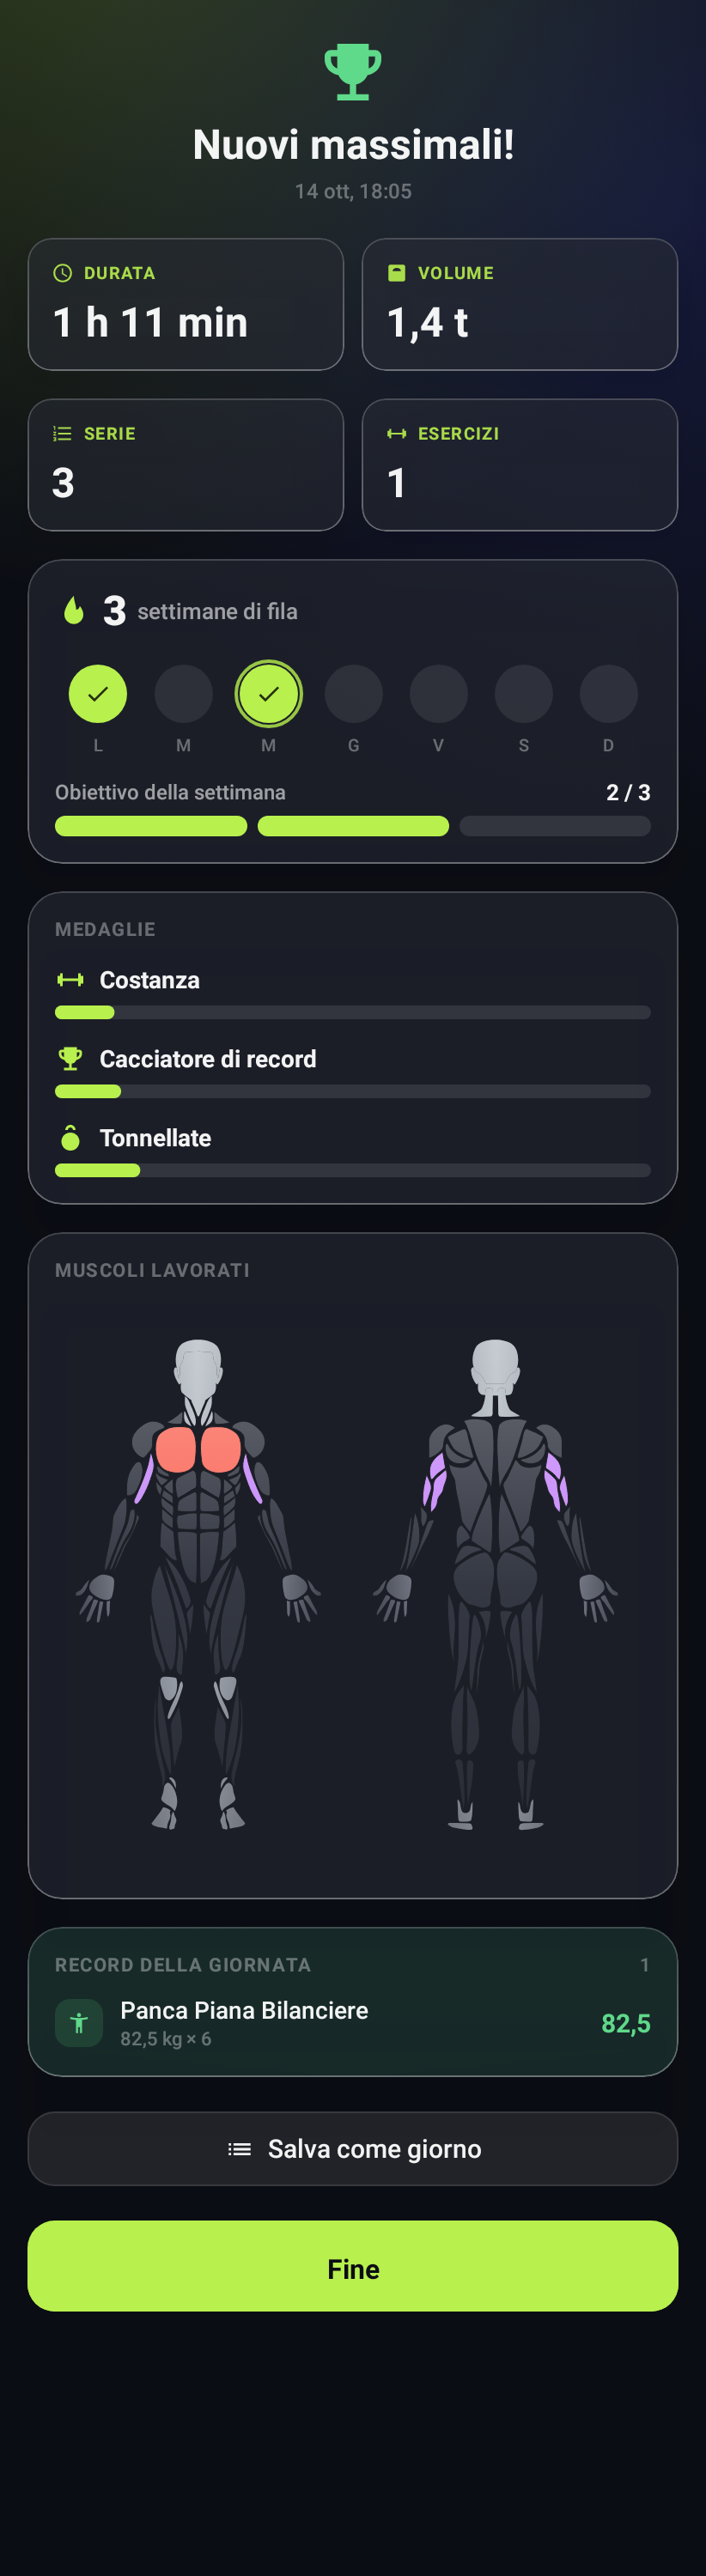 Nuovi massimali!
14 ott, 18:05
DURATA
1 h 11 min
VOLUME
1,4 t
SERIE
3
ESERCIZI
1
3 settimane di fila
L M M G V S D
Obiettivo della settimana 2 / 3
MEDAGLIE
Costanza
Cacciatore di record
Tonnellate
MUSCOLI LAVORATI
RECORD DELLA GIORNATA 1
Panca Piana Bilanciere
82,5 kg × 6
82,5
Salva come giorno
Fine